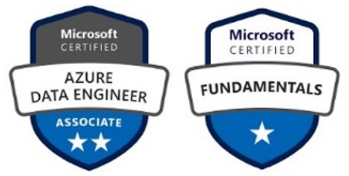 Microsoft
CERTIFIED
AZURE
DATA ENGINEER
ASSOCIATE
Microsoft
CERTIFIED
FUNDAMENTALS